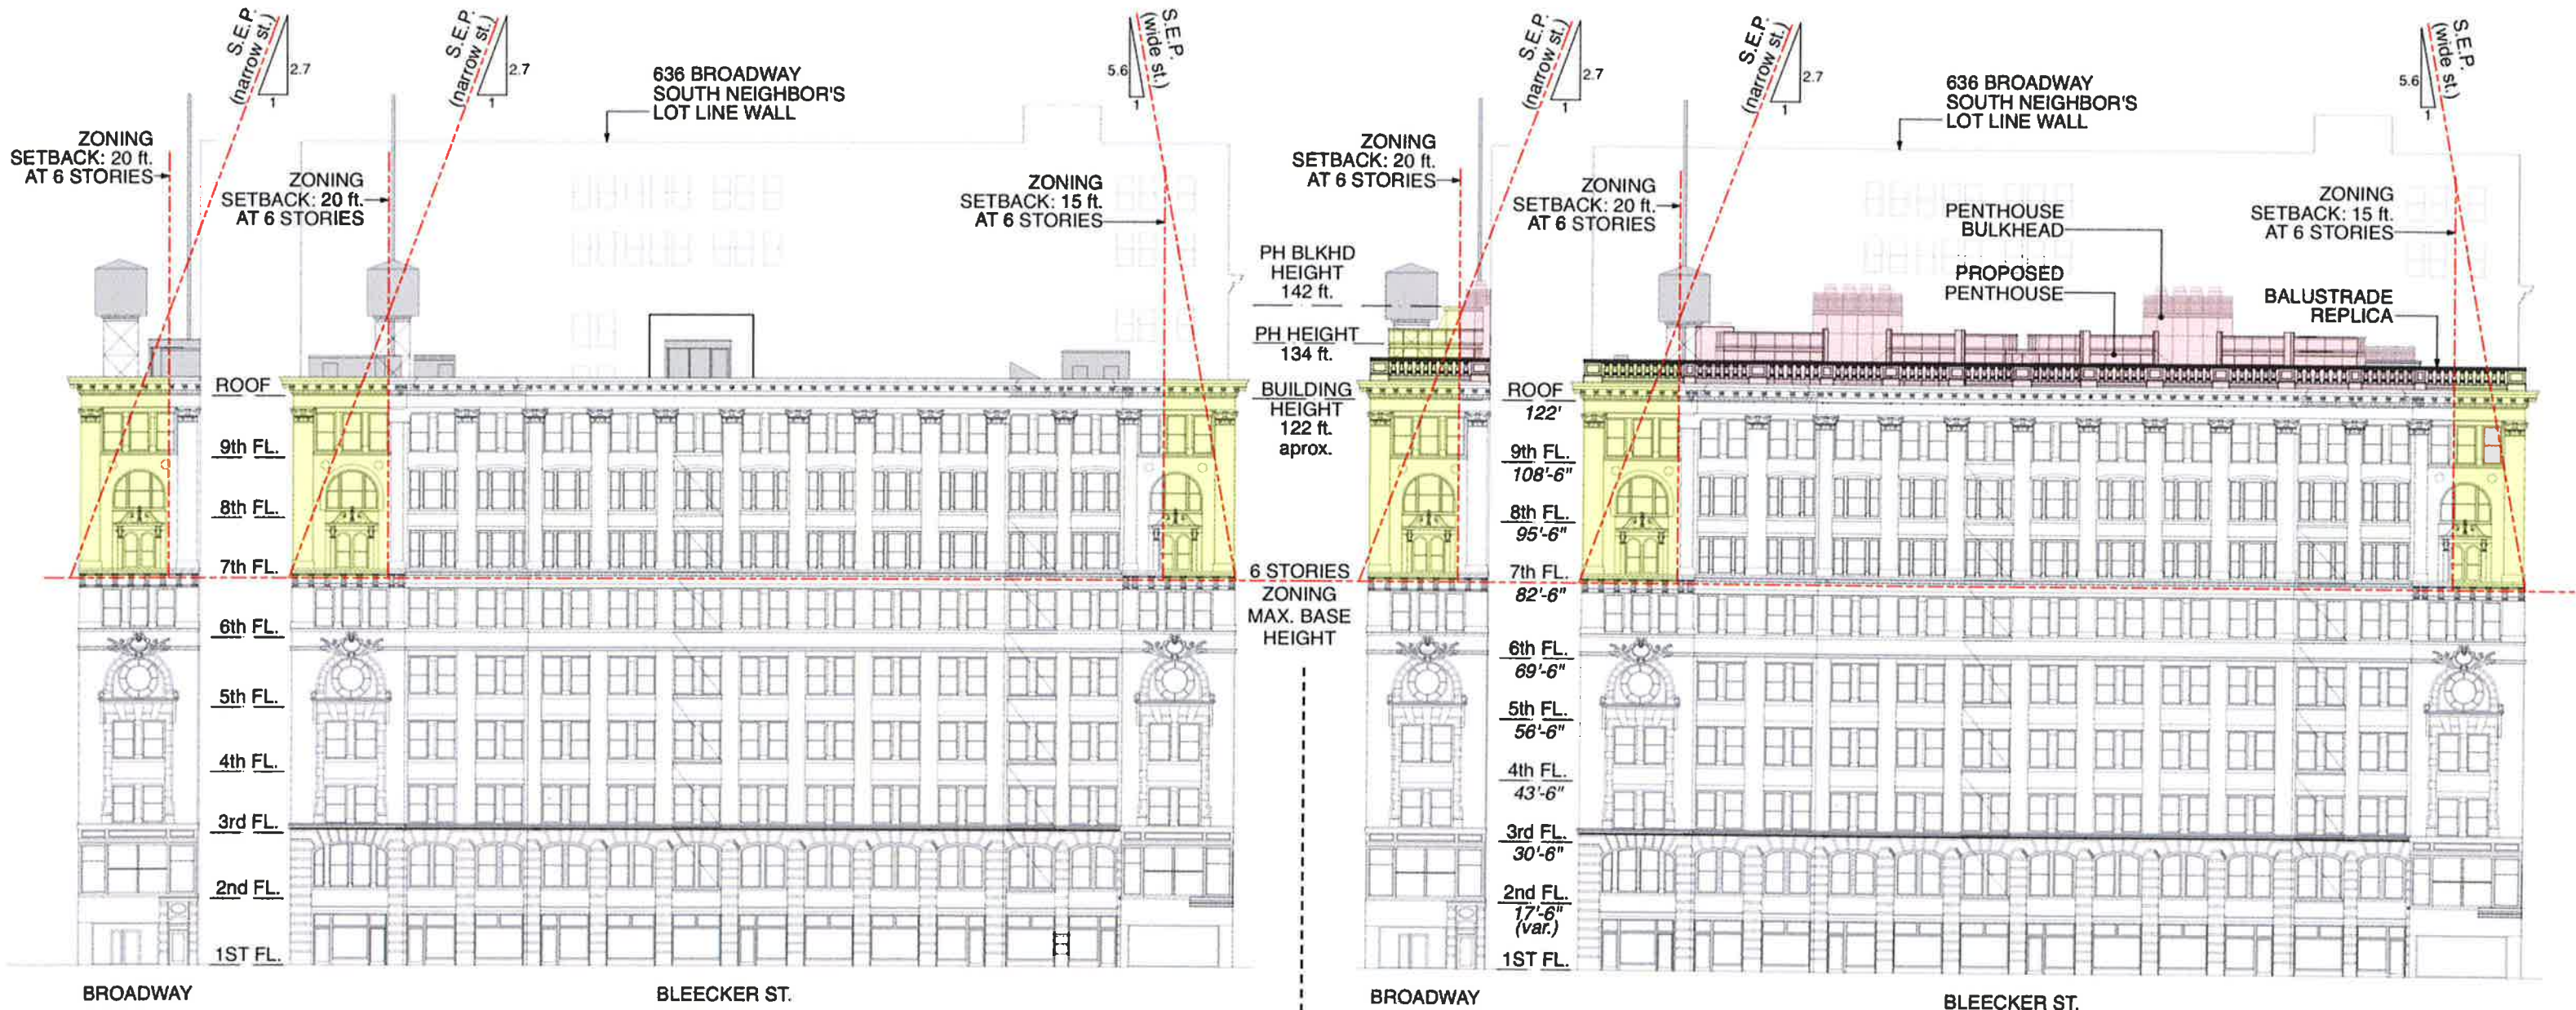 S.E.P.
(narrow st.)
2.7
1
S.E.P.
(narrow st.)
2.7
1
636 BROADWAY
SOUTH NEIGHBOR'S
LOT LINE WALL
5.6
1
S.E.P.
(wide st.)
ZONING
SETBACK: 20 ft.
AT 6 STORIES
ZONING
SETBACK: 20 ft.
AT 6 STORIES
ZONING
SETBACK: 15 ft.
AT 6 STORIES
ROOF
9th FL.
8th FL.
7th FL.
6th FL.
5th FL.
4th FL.
3rd FL.
2nd FL.
1ST FL.
BROADWAY
BLEECKER ST.
S.E.P.
(narrow st.)
2.7
1
S.E.P.
(narrow st.)
2.7
1
636 BROADWAY
SOUTH NEIGHBOR'S
LOT LINE WALL
5.6
1
S.E.P.
(wide st.)
ZONING
SETBACK: 20 ft.
AT 6 STORIES
ZONING
SETBACK: 20 ft.
AT 6 STORIES
PENTHOUSE
BULKHEAD
PROPOSED
PENTHOUSE
ZONING
SETBACK: 15 ft.
AT 6 STORIES
BALUSTRADE
REPLICA
PH BLKHD
HEIGHT
142 ft.
PH HEIGHT
134 ft.
BUILDING
HEIGHT
122 ft.
aprox.
6 STORIES
ZONING
MAX. BASE
HEIGHT
ROOF
122'
9th FL.
108'-6"
8th FL.
95'-6"
7th FL.
82'-6"
6th FL.
69'-6"
5th FL.
56'-6"
4th FL.
43'-6"
3rd FL.
30'-6"
2nd FL.
17'-6"
(var.)
1ST FL.
BROADWAY
BLEECKER ST.